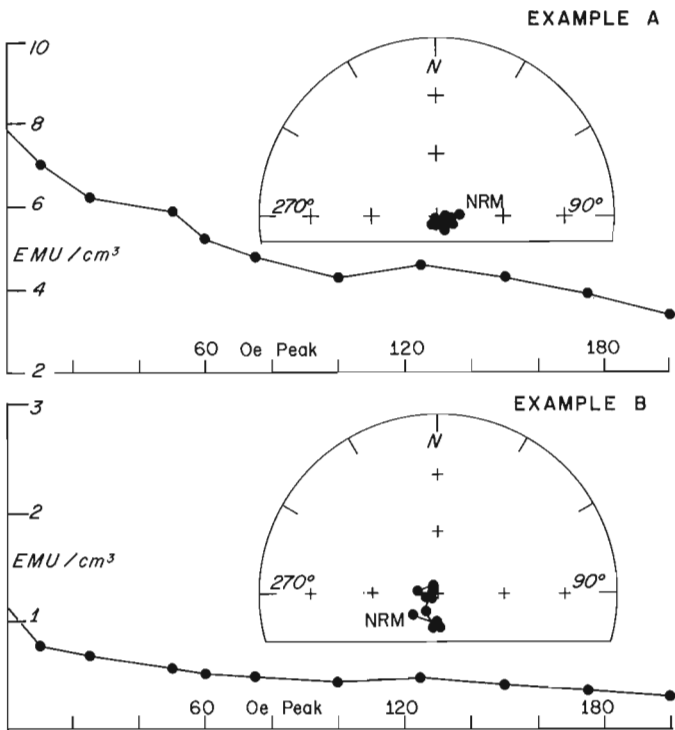 EXAMPLE A
10
N
8
270° NRM 90°
6
EMU/cm³
4
60 Oe Peak 120 180
2
3
EXAMPLE B
N
2
EMU/cm³
270° 90°
1
NRM
60 Oe Peak 120 180